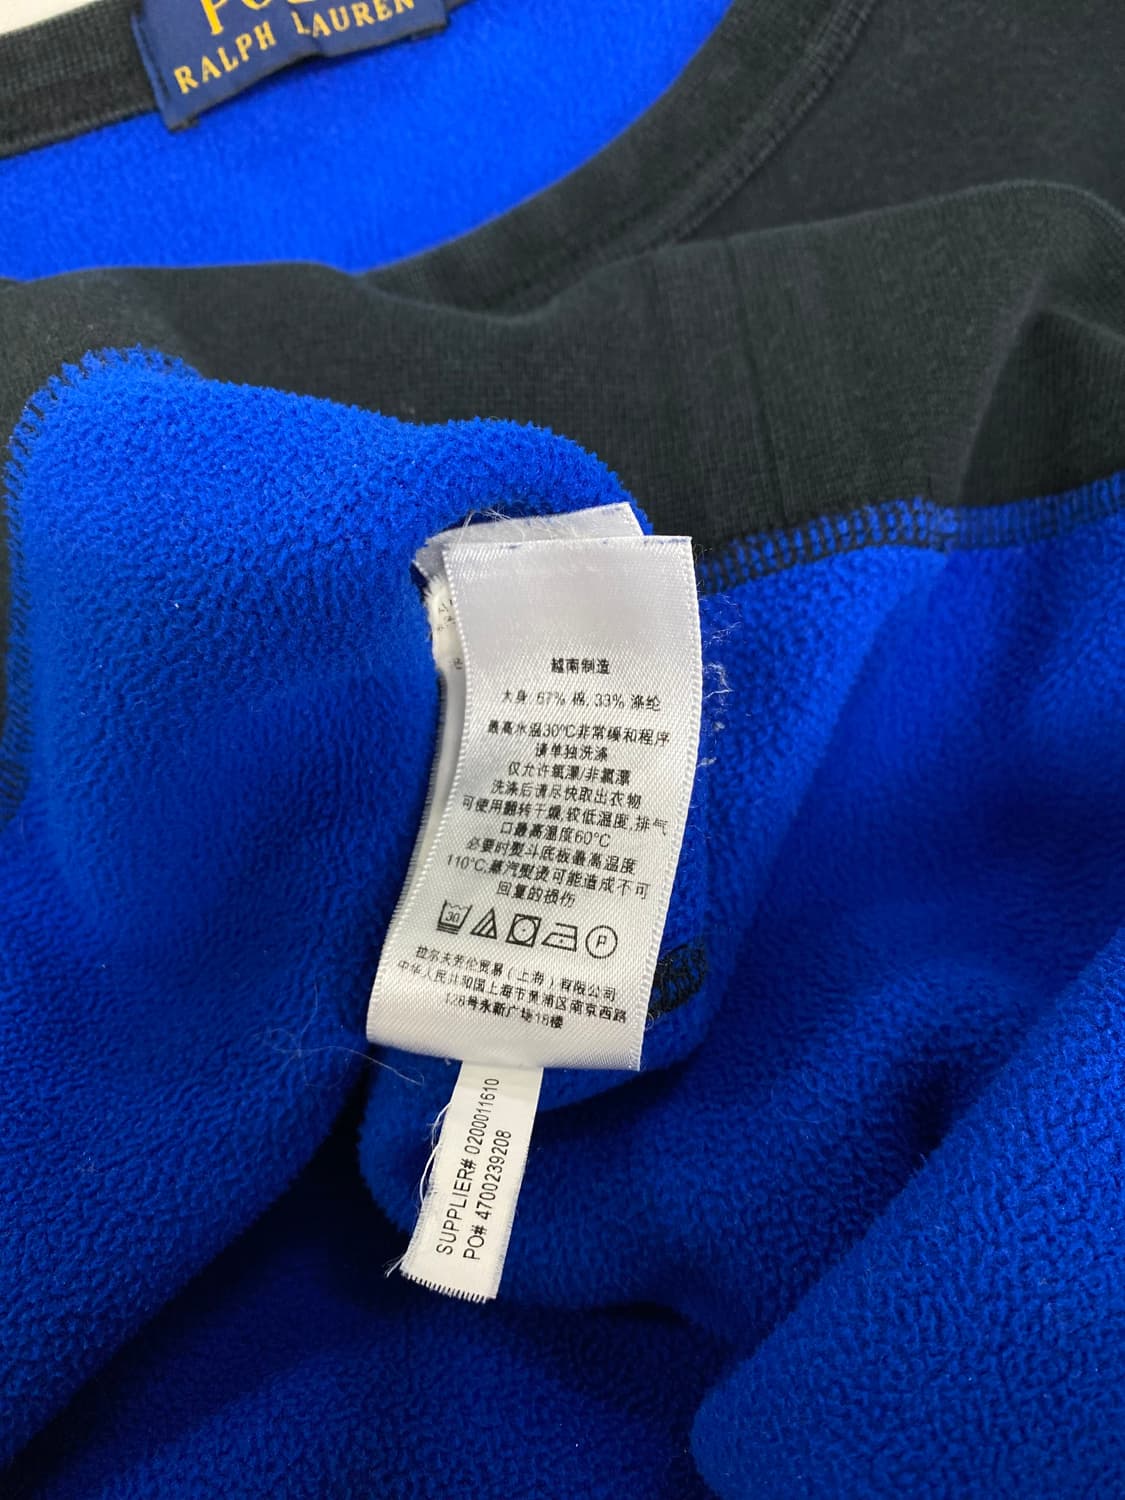 RALPH LAUREN
越南制造
大身: 67% 棉, 33% 涤纶
最高水温30°C非常缓和程序
请单独洗涤
仅允许氧漂/非氯漂
洗涤后请尽快取出衣物
可使用翻转干燥,较低温度,排气
口最高温度60°C
必要时熨斗底板最高温度
110°C,蒸汽熨烫可能造成不可
回复的损伤
30
P
拉尔夫劳伦贸易(上海)有限公司
中华人民共和国上海市黄浦区南京西路
128号永新广场18楼
SUPPLIER# 0200011610
PO# 4700239208